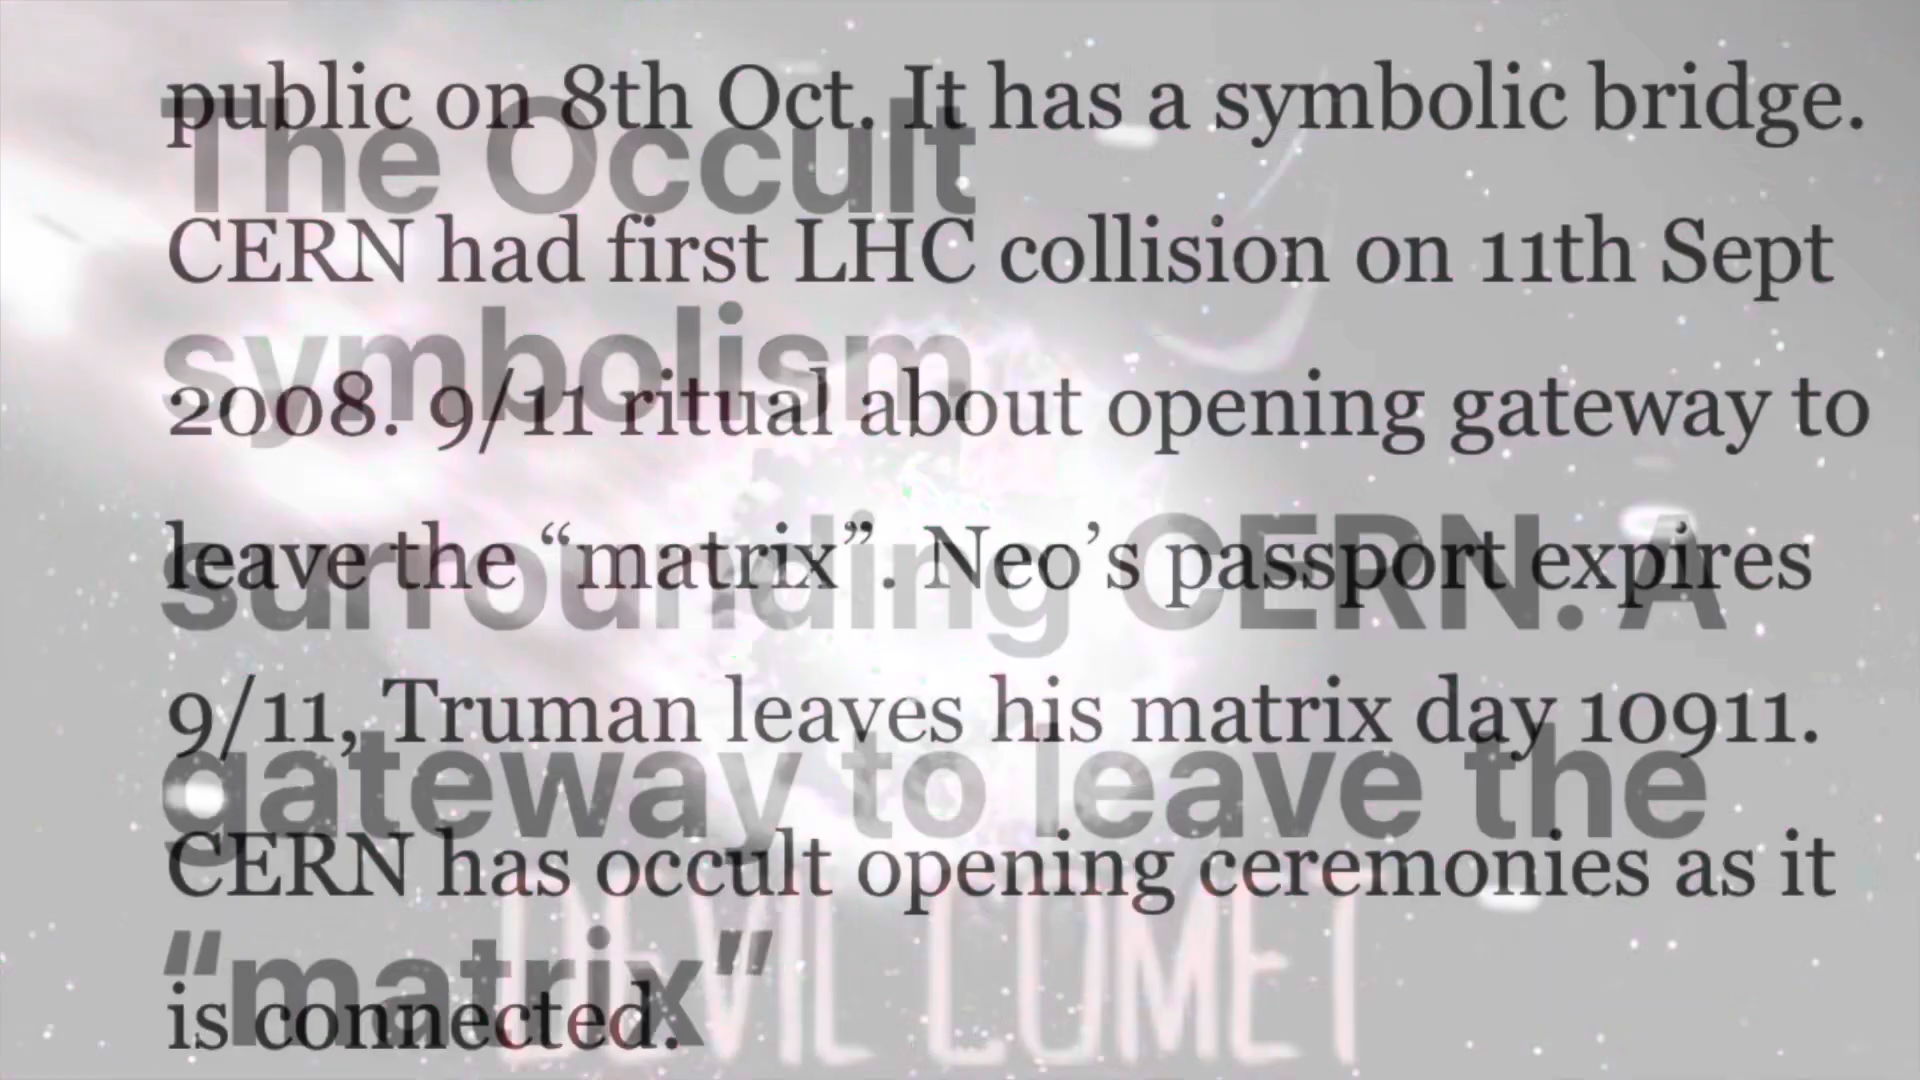 public on 8th Oct. It has a symbolic bridge.
CERN had first LHC collision on 11th Sept
2008. 9/11 ritual about opening gateway to
leave the “matrix”. Neo’s passport expires
9/11, Truman leaves his matrix day 10911.
CERN has occult opening ceremonies as it
is connected.
The Occult
symbolism
surrounding CERN. A
gateway to leave the
"matrix"
DEVIL COMET